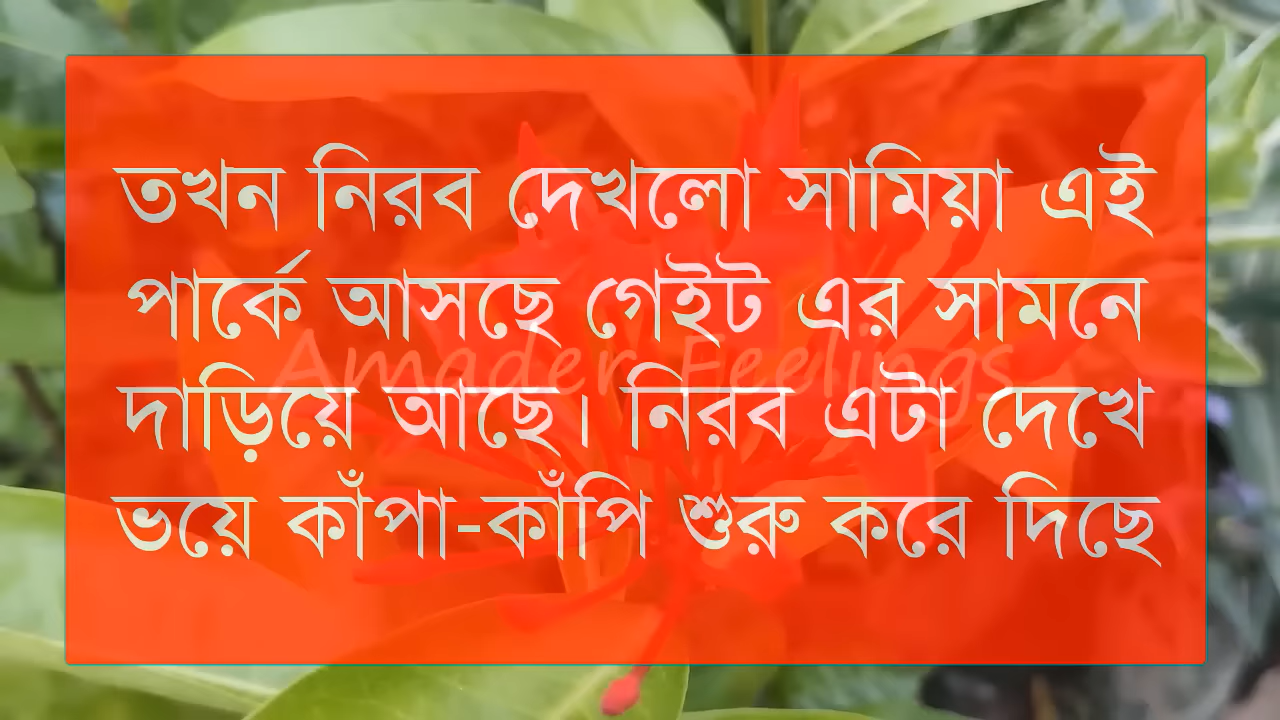 তখন নিরব দেখলো সামিয়া এই
পার্কে আসছে গেইট এর সামনে
Amader Feelings
দাড়িয়ে আছে। নিরব এটা দেখে
ভয়ে কাঁপা-কাঁপি শুরু করে দিছে